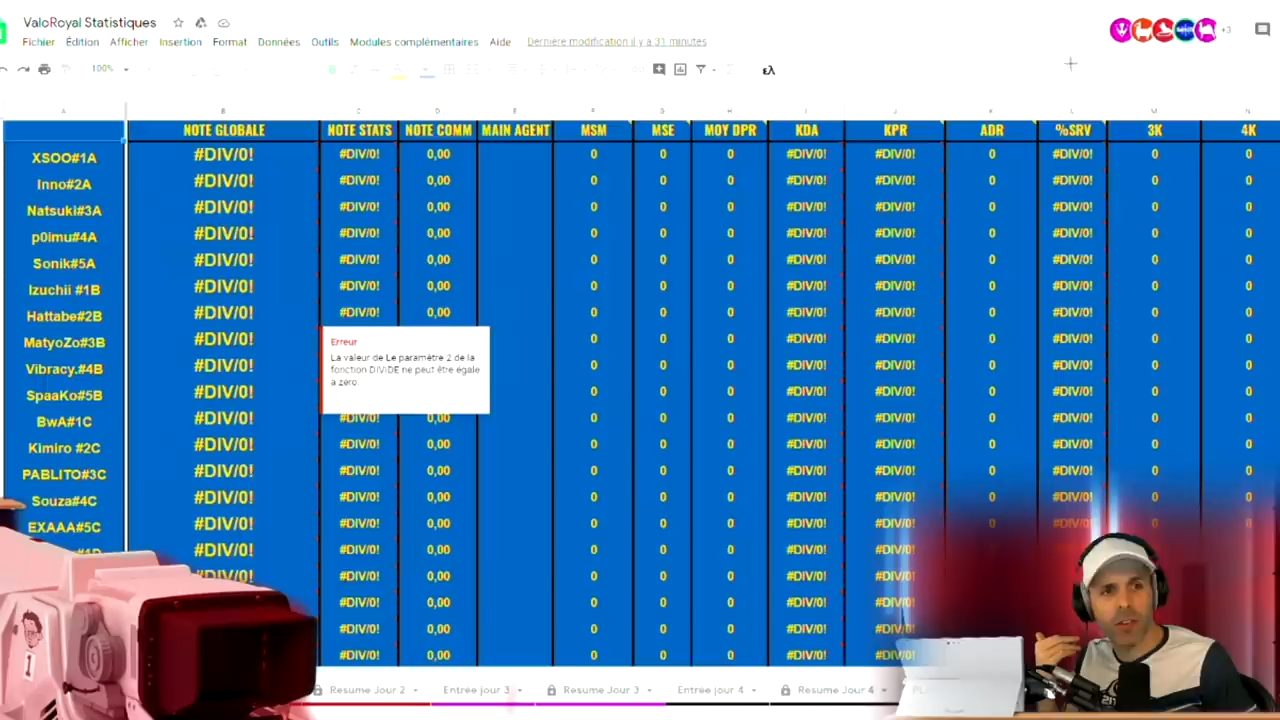 ValoRoyal Statistiques
Fichier Édition Afficher Insertion Format Données Outils Modules complémentaires Aide Dernière modification il y a 31 minutes
+3
100%
A B C D E F G H I J K L M N
NOTE GLOBALE NOTE STATS NOTE COMM MAIN AGENT MSM MSE MOY DPR KDA KPR ADR %SRV 3K 4K
XSOO#1A #DIV/0! #DIV/0! 0,00 0 0 0 #DIV/0! #DIV/0! 0 #DIV/0! 0 0
Inno#2A #DIV/0! #DIV/0! 0,00 0 0 0 #DIV/0! #DIV/0! 0 #DIV/0! 0 0
Natsuki#3A #DIV/0! #DIV/0! 0,00 0 0 0 #DIV/0! #DIV/0! 0 #DIV/0! 0 0
p0imu#4A #DIV/0! #DIV/0! 0,00 0 0 0 #DIV/0! #DIV/0! 0 #DIV/0! 0 0
Sonik#5A #DIV/0! #DIV/0! 0,00 0 0 0 #DIV/0! #DIV/0! 0 #DIV/0! 0 0
Izuchii #1B #DIV/0! #DIV/0! 0,00 0 0 0 #DIV/0! #DIV/0! 0 #DIV/0! 0 0
Hattabe#2B #DIV/0! #DIV/0! 0,00 0 0 0 #DIV/0! #DIV/0! 0 #DIV/0! 0 0
MatyoZo#3B #DIV/0! 0 0 0 #DIV/0! #DIV/0! 0 #DIV/0! 0 0
Vibracy.#4B #DIV/0! 0 0 0 #DIV/0! #DIV/0! 0 #DIV/0! 0 0
SpaaKo#5B #DIV/0! 0 0 0 #DIV/0! #DIV/0! 0 #DIV/0! 0 0
Erreur
La valeur de Le paramètre 2 de la
fonction DIVIDE ne peut être égale
à zéro.
BwA#1C #DIV/0! #DIV/0! 0,00 0 0 0 #DIV/0! #DIV/0! 0 #DIV/0! 0 0
Kimiro #2C #DIV/0! #DIV/0! 0,00 0 0 0 #DIV/0! #DIV/0! 0 #DIV/0! 0 0
PABLITO#3C #DIV/0! #DIV/0! 0,00 0 0 0 #DIV/0! #DIV/0! 0 #DIV/0! 0 0
Souza#4C #DIV/0! #DIV/0! 0,00 0 0 0 #DIV/0! #DIV/0! 0 #DIV/0! 0 0
EXAAA#5C #DIV/0! #DIV/0! 0,00 0 0 0 #DIV/0! #DIV/0! 0 #DIV/0!
#DIV/0! #DIV/0! 0,00 0 0 0 #DIV/0! #DIV/0!
#DIV/0! #DIV/0! 0,00 0 0 0 #DIV/0! #DIV/0!
#DIV/0! 0,00 0 0 0 #DIV/0! #DIV/0!
#DIV/0! 0,00 0 0 0 #DIV/0! #DIV/0!
#DIV/0! 0,00 0 0 0 #DIV/0! #DIV/0!
1
Resume Jour 2 Entrée jour 3 Resume Jour 3 Entrée jour 4 Resume Jour 4